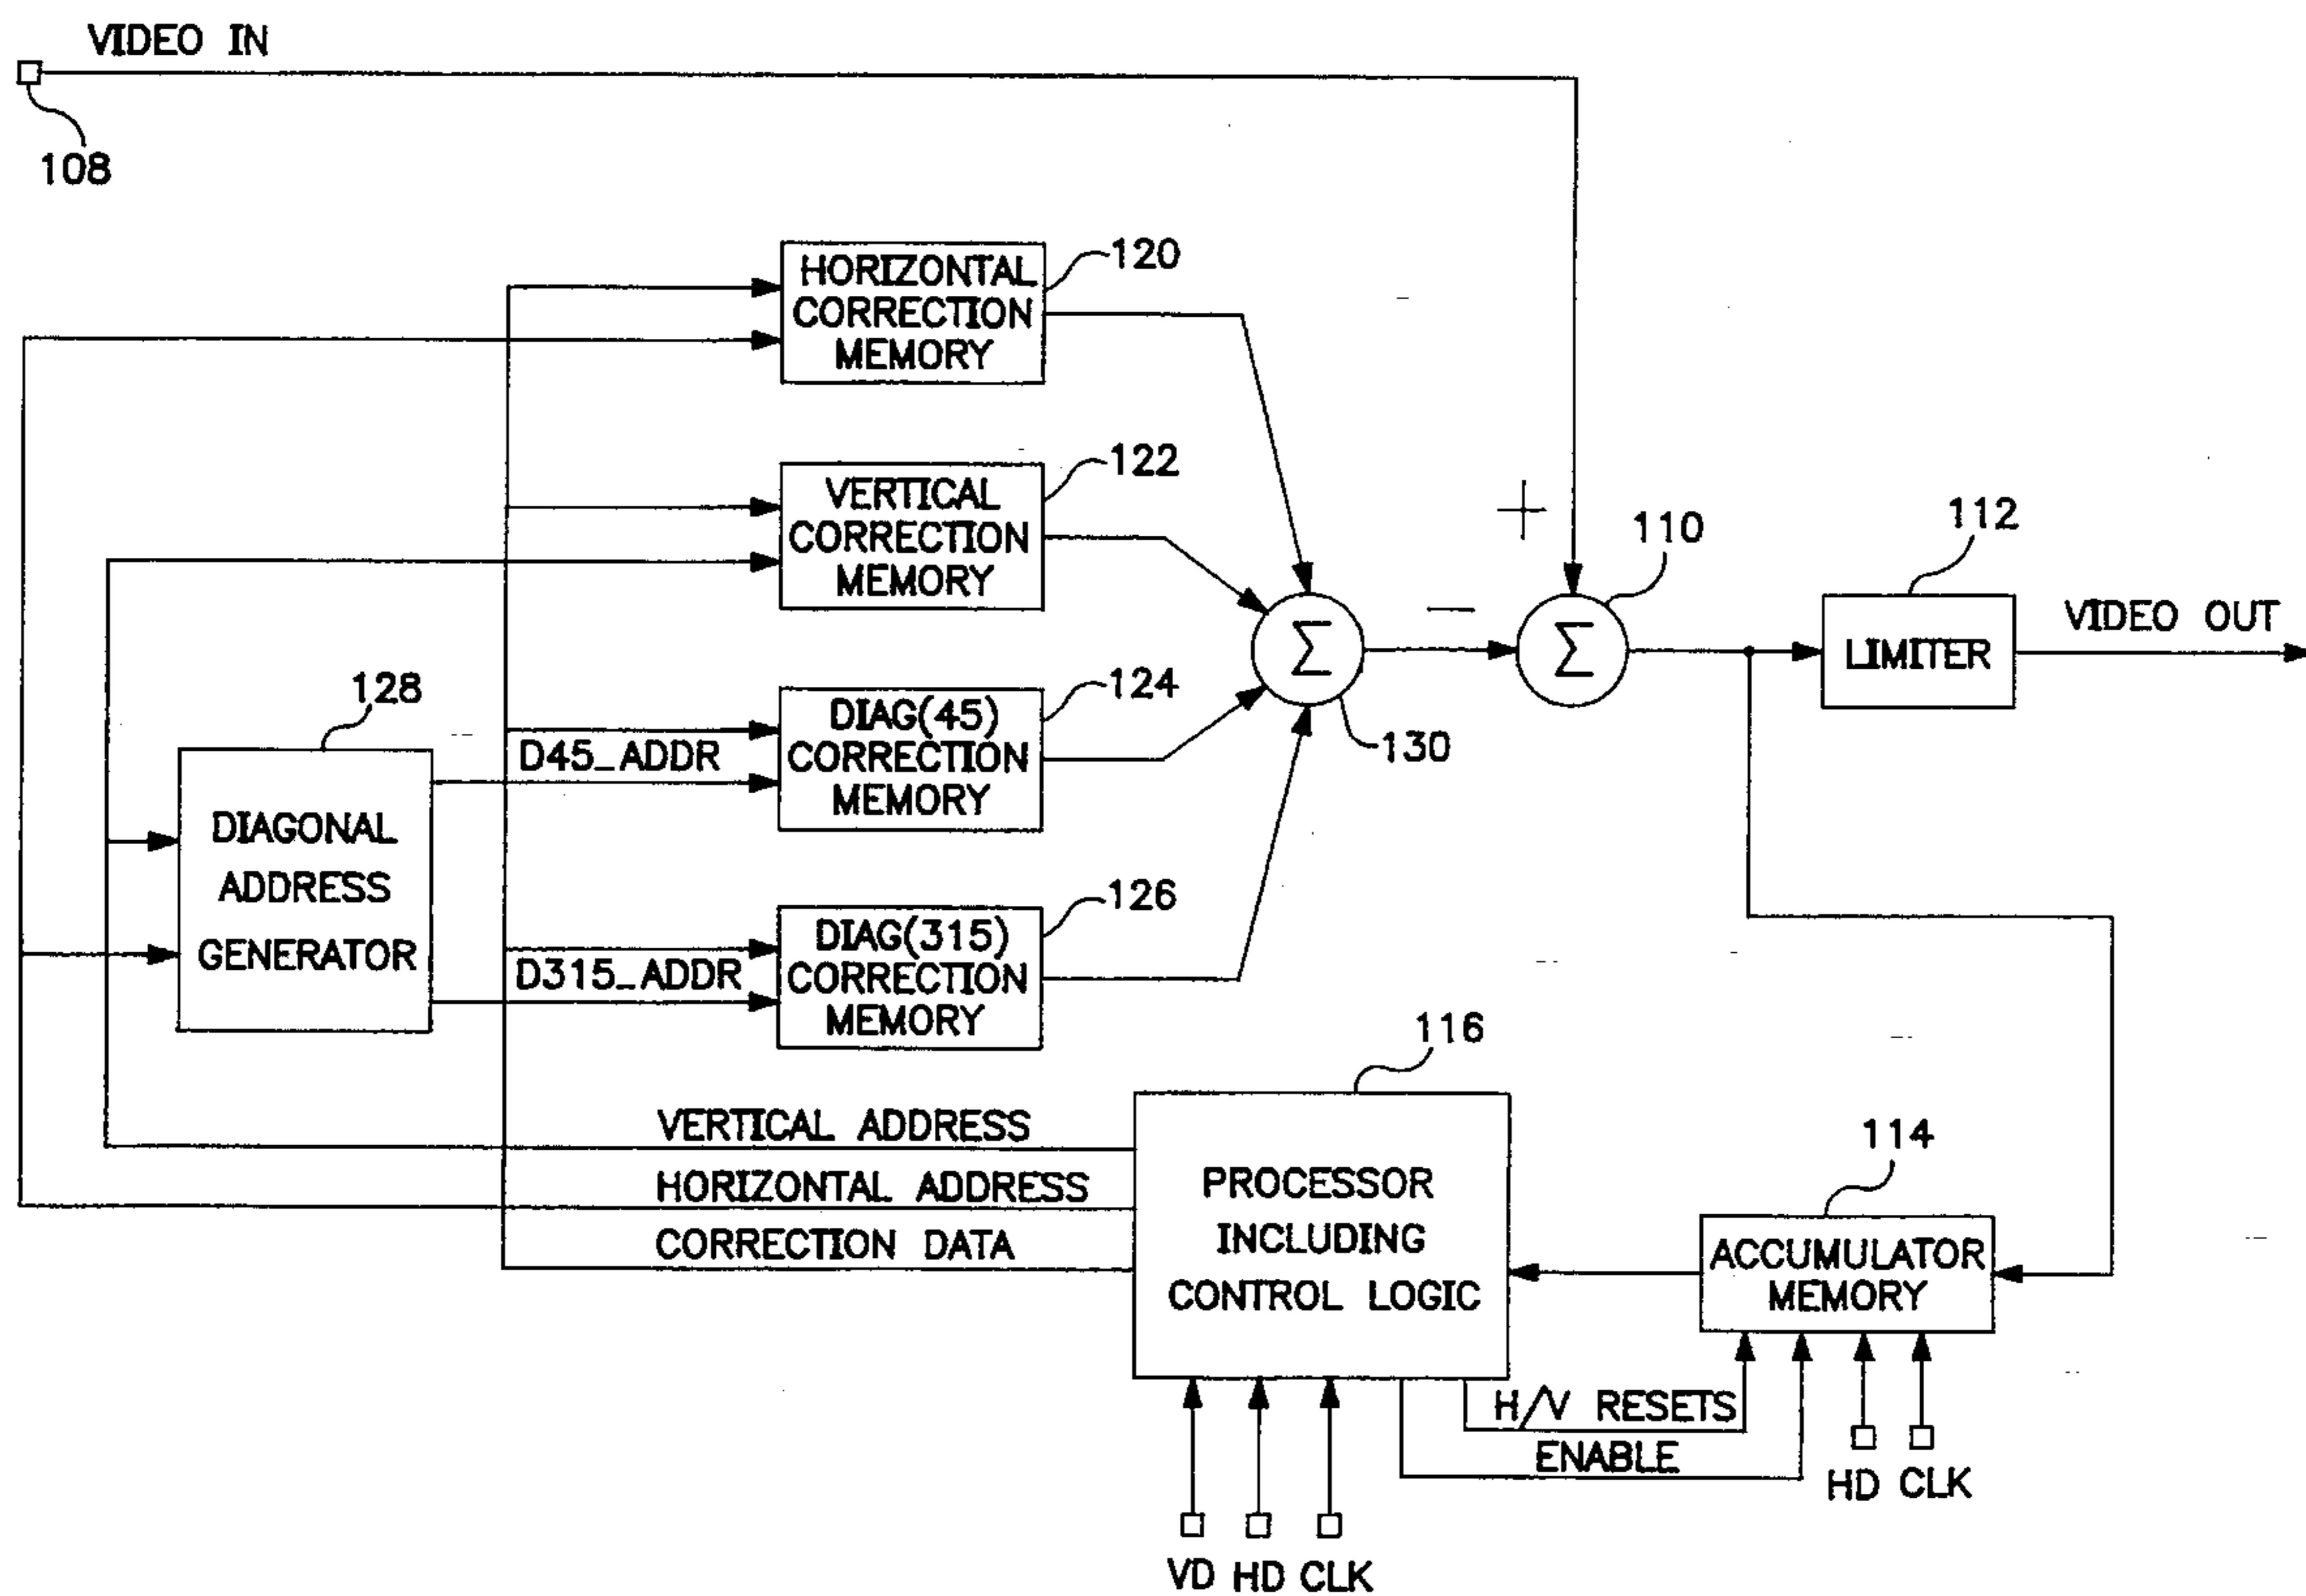 VIDEO IN
108
HORIZONTAL
CORRECTION
MEMORY
120
VERTICAL
CORRECTION
MEMORY
122
+
−
Σ
130
Σ
110
LIMITER
112
VIDEO OUT
128
DIAGONAL
ADDRESS
GENERATOR
D45_ADDR
DIAG(45)
CORRECTION
MEMORY
124
D315_ADDR
DIAG(315)
CORRECTION
MEMORY
126
VERTICAL ADDRESS
HORIZONTAL ADDRESS
CORRECTION DATA
116
PROCESSOR
INCLUDING
CONTROL LOGIC
114
ACCUMULATOR
MEMORY
H/V RESETS
ENABLE
HD CLK
VD HD CLK